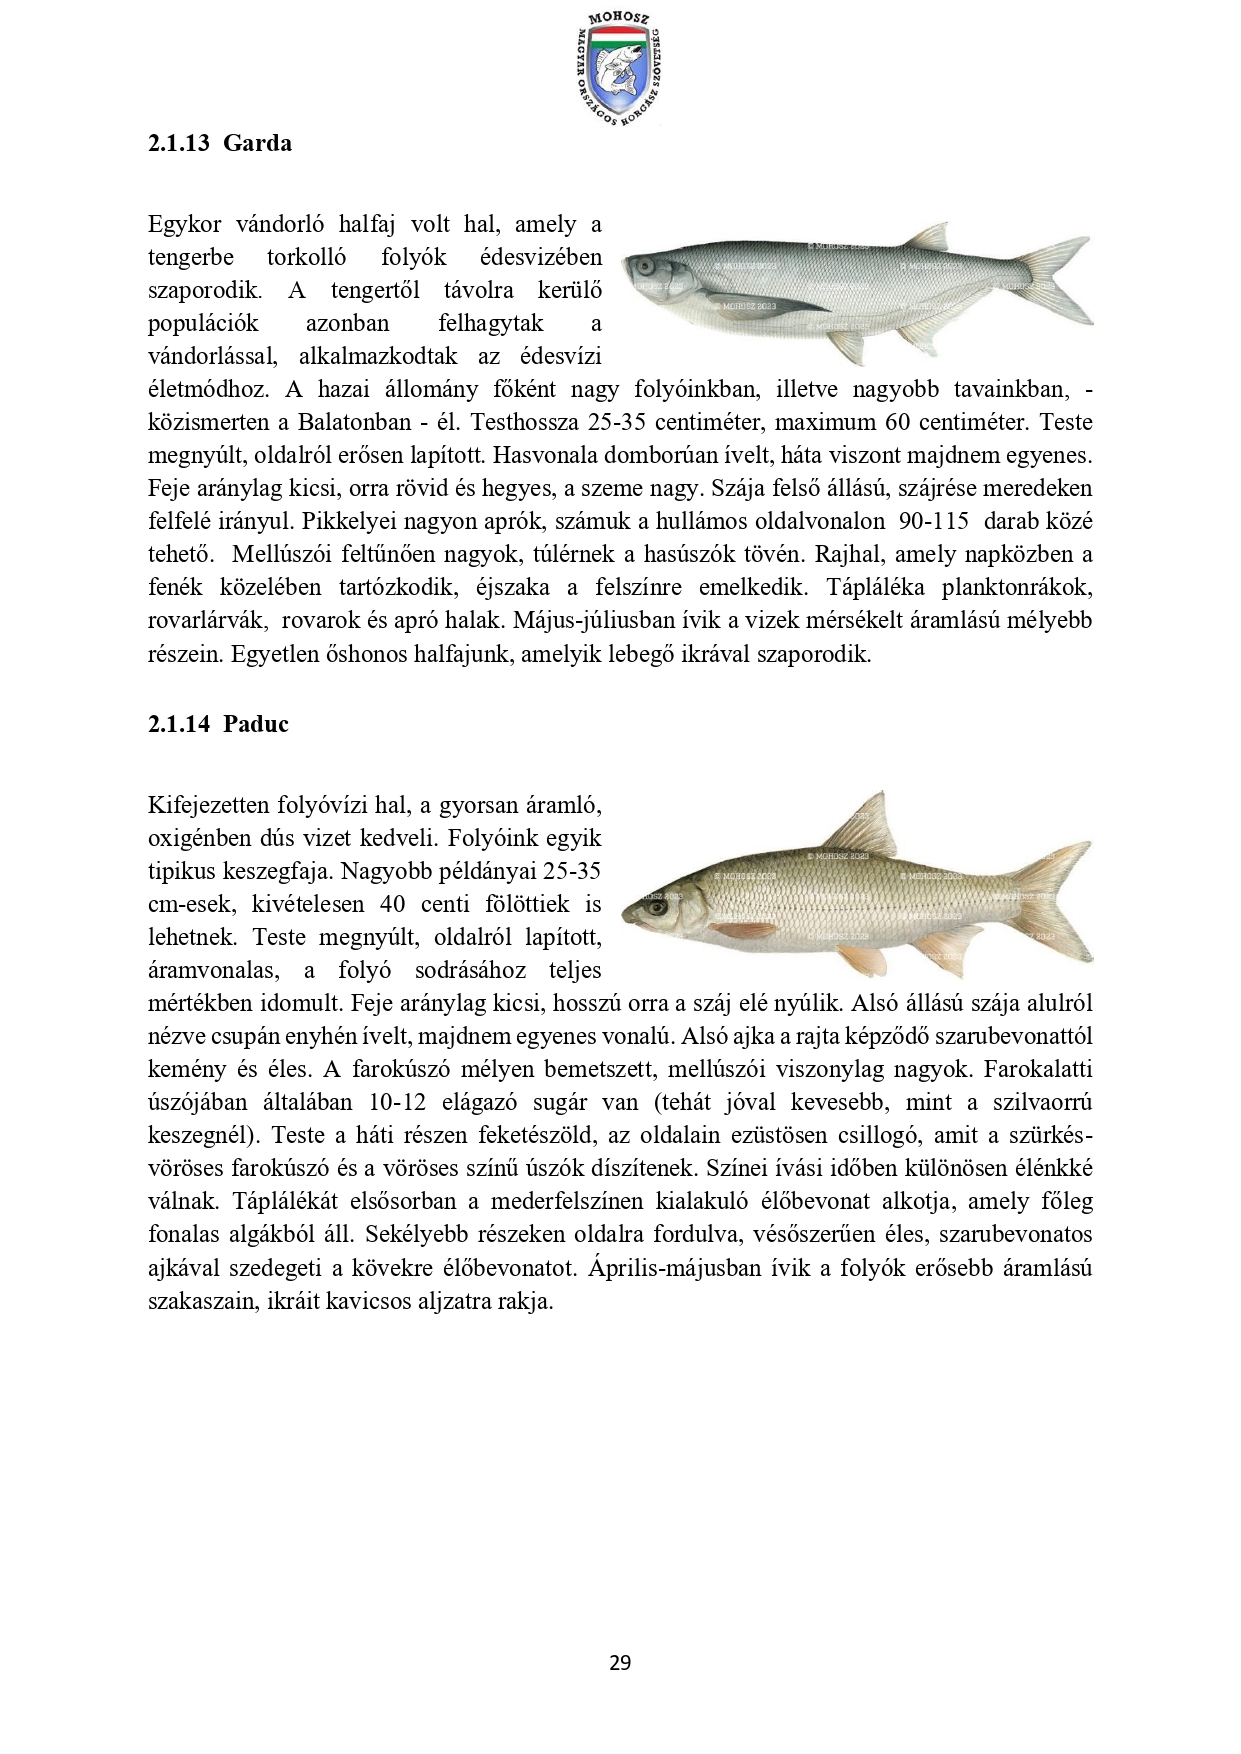 MOHOSZ
MAGYAR ORSZÁGOS HORGÁSZ SZÖVETSÉG
2.1.13 Garda
Egykor vándorló halfaj volt hal, amely a
tengerbe torkolló folyók édesvizében
szaporodik. A tengertől távolra kerülő
populációk azonban felhagytak a
vándorlással, alkalmazkodtak az édesvízi
életmódhoz. A hazai állomány főként nagy folyóinkban, illetve nagyobb tavainkban, -
közismerten a Balatonban - él. Testhossza 25-35 centiméter, maximum 60 centiméter. Teste
megnyúlt, oldalról erősen lapított. Hasvonala domborúan ívelt, háta viszont majdnem egyenes.
Feje aránylag kicsi, orra rövid és hegyes, a szeme nagy. Szája felső állású, szájrése meredeken
felfelé irányul. Pikkelyei nagyon aprók, számuk a hullámos oldalvonalon 90-115 darab közé
tehető. Mellúszói feltűnően nagyok, túlérnek a hasúszók tövén. Rajhal, amely napközben a
fenék közelében tartózkodik, éjszaka a felszínre emelkedik. Tápláléka planktonrákok,
rovarlárvák, rovarok és apró halak. Május-júliusban ívik a vizek mérsékelt áramlású mélyebb
részein. Egyetlen őshonos halfajunk, amelyik lebegő ikrával szaporodik.
2.1.14 Paduc
Kifejezetten folyóvízi hal, a gyorsan áramló,
oxigénben dús vizet kedveli. Folyóink egyik
tipikus keszegfaja. Nagyobb példányai 25-35
cm-esek, kivételesen 40 centi fölöttiek is
lehetnek. Teste megnyúlt, oldalról lapított,
áramvonalas, a folyó sodrásához teljes
mértékben idomult. Feje aránylag kicsi, hosszú orra a száj elé nyúlik. Alsó állású szája alulról
nézve csupán enyhén ívelt, majdnem egyenes vonalú. Alsó ajka a rajta képződő szarubevonattól
kemény és éles. A farokúszó mélyen bemetszett, mellúszói viszonylag nagyok. Farokalatti
úszójában általában 10-12 elágazó sugár van (tehát jóval kevesebb, mint a szilvaorrú
keszegnél). Teste a háti részen feketészöld, az oldalain ezüstösen csillogó, amit a szürkés-
vöröses farokúszó és a vöröses színű úszók díszítenek. Színei ívási időben különösen élénkké
válnak. Táplálékát elsősorban a mederfelszínen kialakuló élőbevonat alkotja, amely főleg
fonalas algákból áll. Sekélyebb részeken oldalra fordulva, vésőszerűen éles, szarubevonatos
ajkával szedegeti a kövekre élőbevonatot. Április-májusban ívik a folyók erősebb áramlású
szakaszain, ikráit kavicsos aljzatra rakja.
29